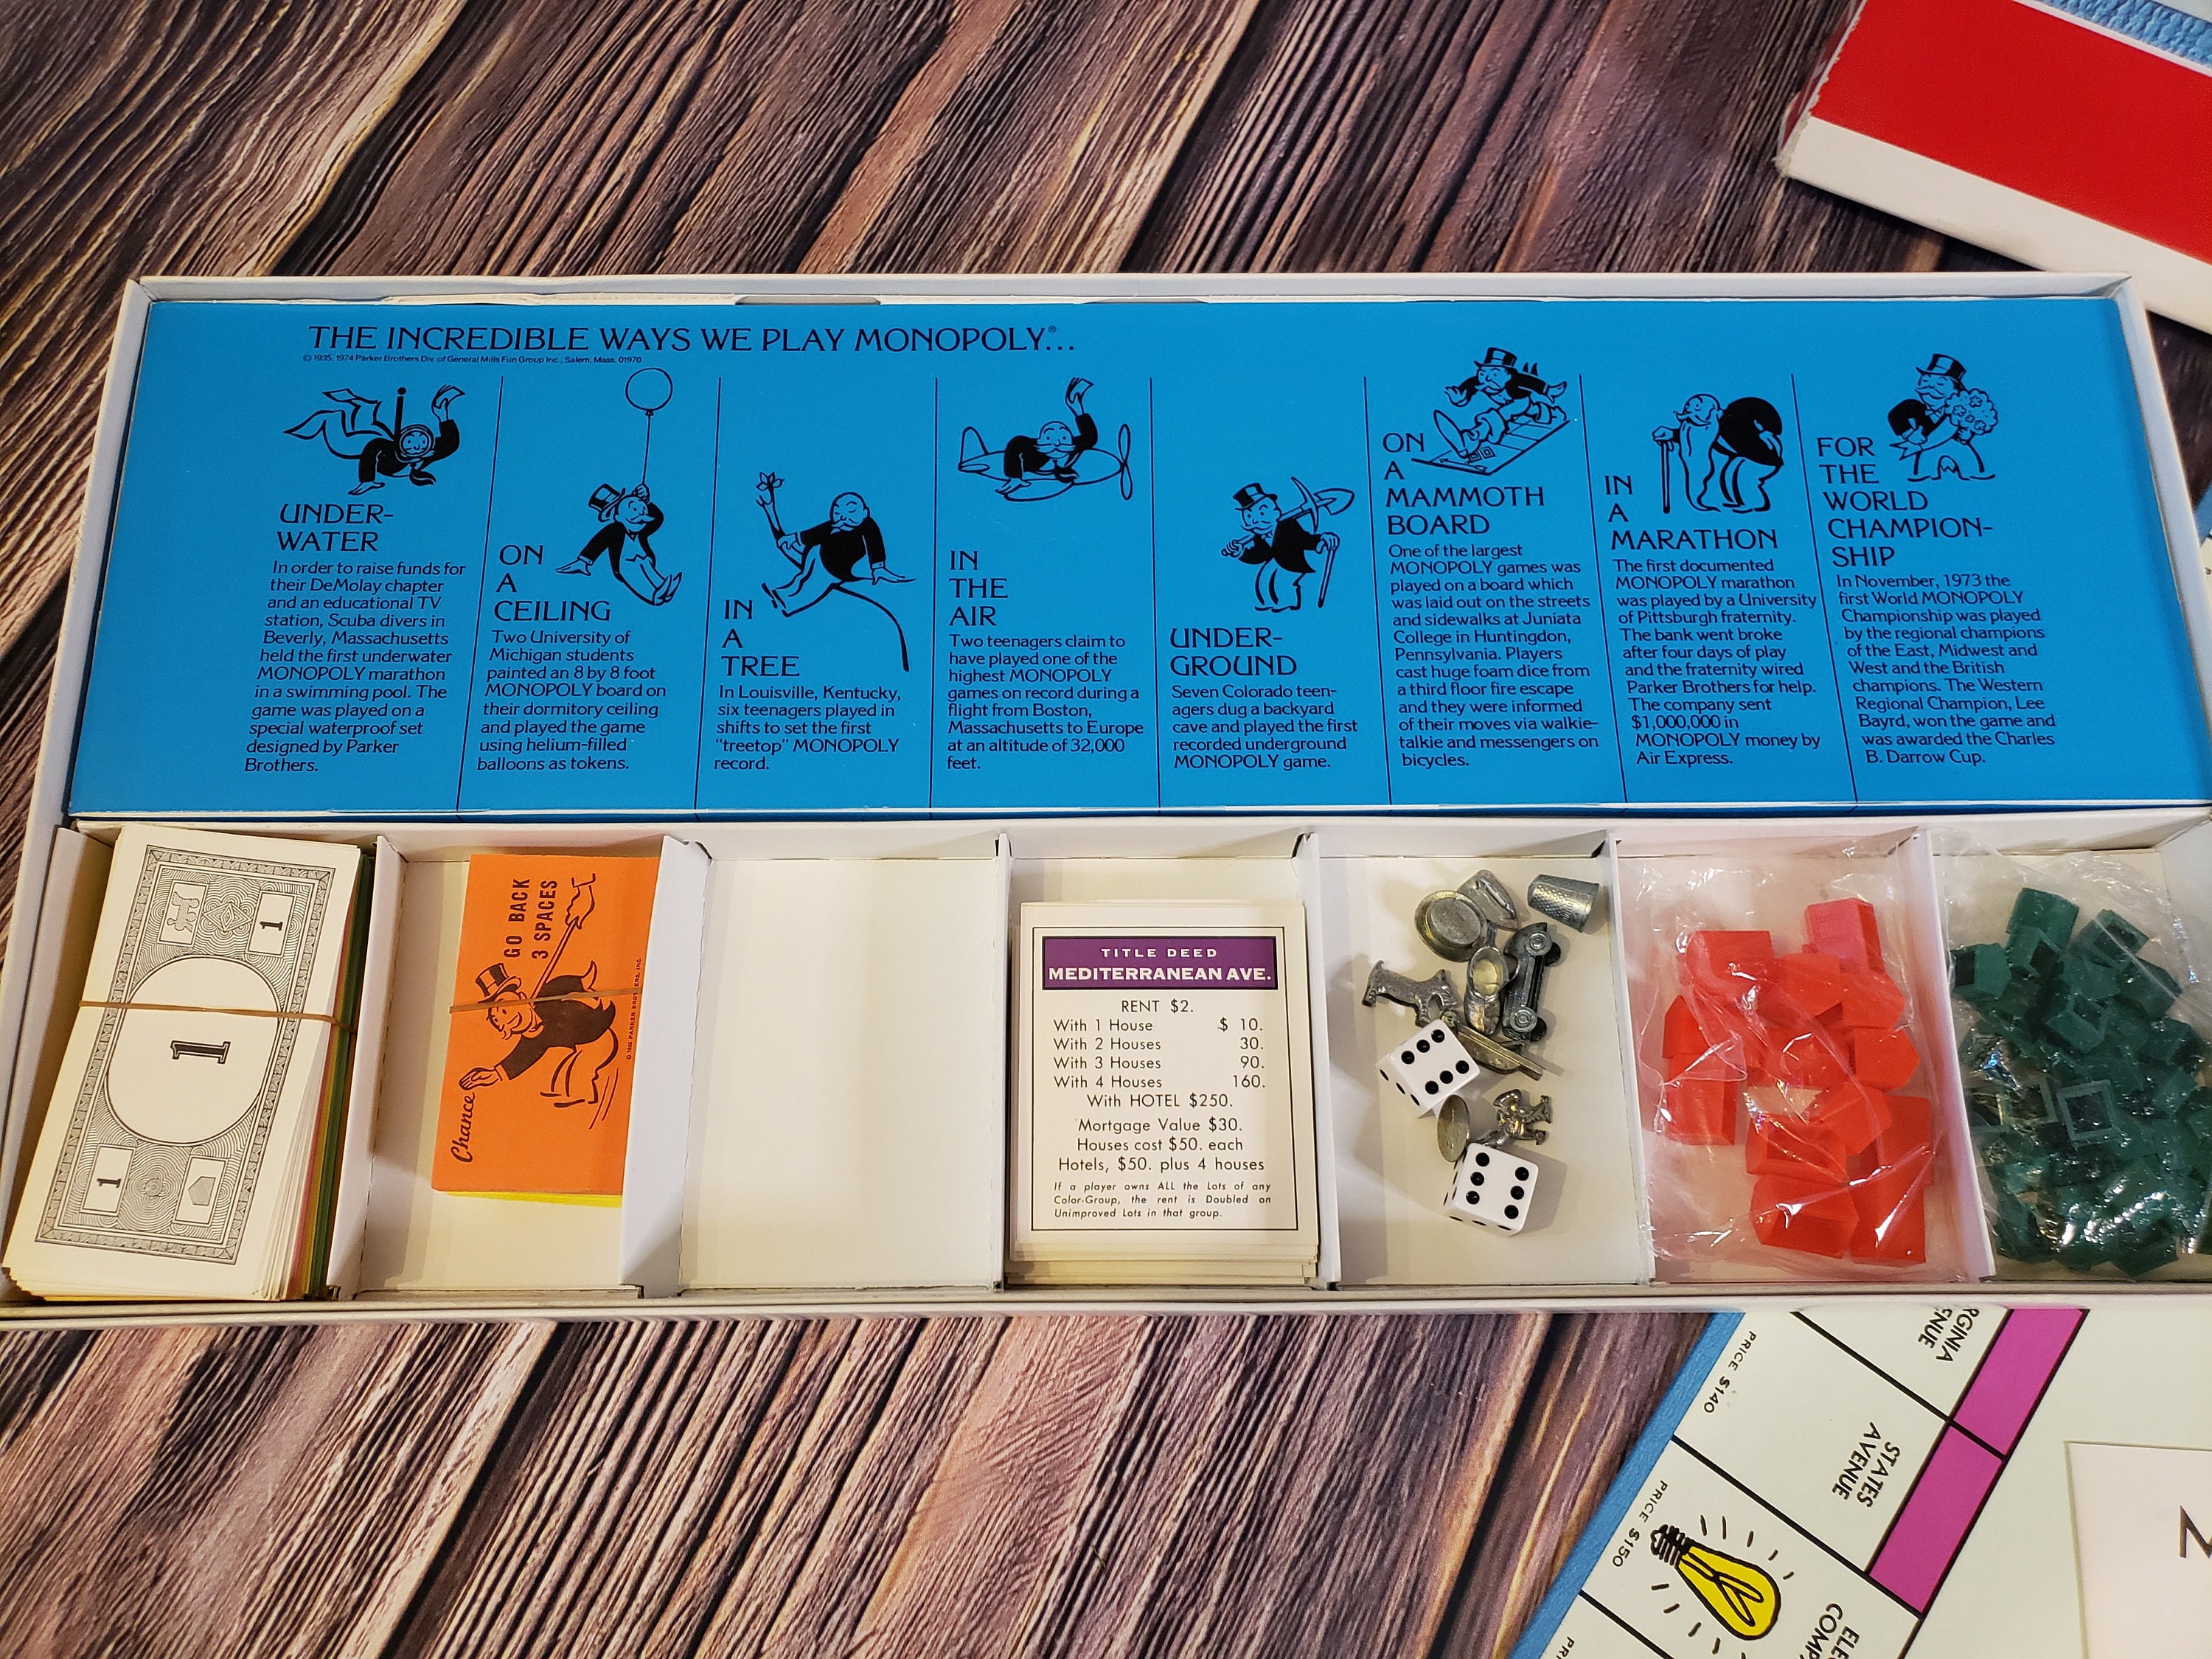 THE INCREDIBLE WAYS WE PLAY MONOPOLY®...
© 1935, 1974 Parker Brothers Div. of General Mills Fun Group Inc., Salem, Mass. 01970
UNDER-
WATER
In order to raise funds for
their DeMolay chapter
and an educational TV
station, Scuba divers in
Beverly, Massachusetts
held the first underwater
MONOPOLY marathon
in a swimming pool. The
game was played on a
special waterproof set
designed by Parker
Brothers.
ON
A
CEILING
Two University of
Michigan students
painted an 8 by 8 foot
MONOPOLY board on
their dormitory ceiling
and played the game
using helium-filled
balloons as tokens.
IN
A
TREE
In Louisville, Kentucky,
six teenagers played in
shifts to set the first
"treetop" MONOPOLY
record.
IN
THE
AIR
Two teenagers claim to
have played one of the
highest MONOPOLY
games on record during a
flight from Boston,
Massachusetts to Europe
at an altitude of 32,000
feet.
UNDER-
GROUND
Seven Colorado teen-
agers dug a backyard
cave and played the first
recorded underground
MONOPOLY game.
ON
A
MAMMOTH
BOARD
One of the largest
MONOPOLY games was
played on a board which
was laid out on the streets
and sidewalks at Juniata
College in Huntingdon,
Pennsylvania. Players
cast huge foam dice from
a third floor fire escape
and they were informed
of their moves via walkie-
talkie and messengers on
bicycles.
IN
A
MARATHON
The first documented
MONOPOLY marathon
was played by a University
of Pittsburgh fraternity.
The bank went broke
after four days of play
and the fraternity wired
Parker Brothers for help.
The company sent
$1,000,000 in
MONOPOLY money by
Air Express.
FOR
THE
WORLD
CHAMPION-
SHIP
In November, 1973 the
first World MONOPOLY
Championship was played
by the regional champions
of the East, Midwest and
West and the British
champions. The Western
Regional Champion, Lee
Bayrd, won the game and
was awarded the Charles
B. Darrow Cup.
1
1
1
GO BACK
3 SPACES
Chance
TITLE DEED
MEDITERRANEAN AVE.
RENT $2.
With 1 House $ 10.
With 2 Houses 30.
With 3 Houses 90.
With 4 Houses 160.
With HOTEL $250.
Mortgage Value $30.
Houses cost $50. each
Hotels, $50. plus 4 houses
If a player owns ALL the Lots of any
Color-Group, the rent is Doubled on
Unimproved Lots in that group.
RGINIA
ENUE
PRICE $140
STATES
AVENUE
PRICE $150
ELE
COMP
PRI